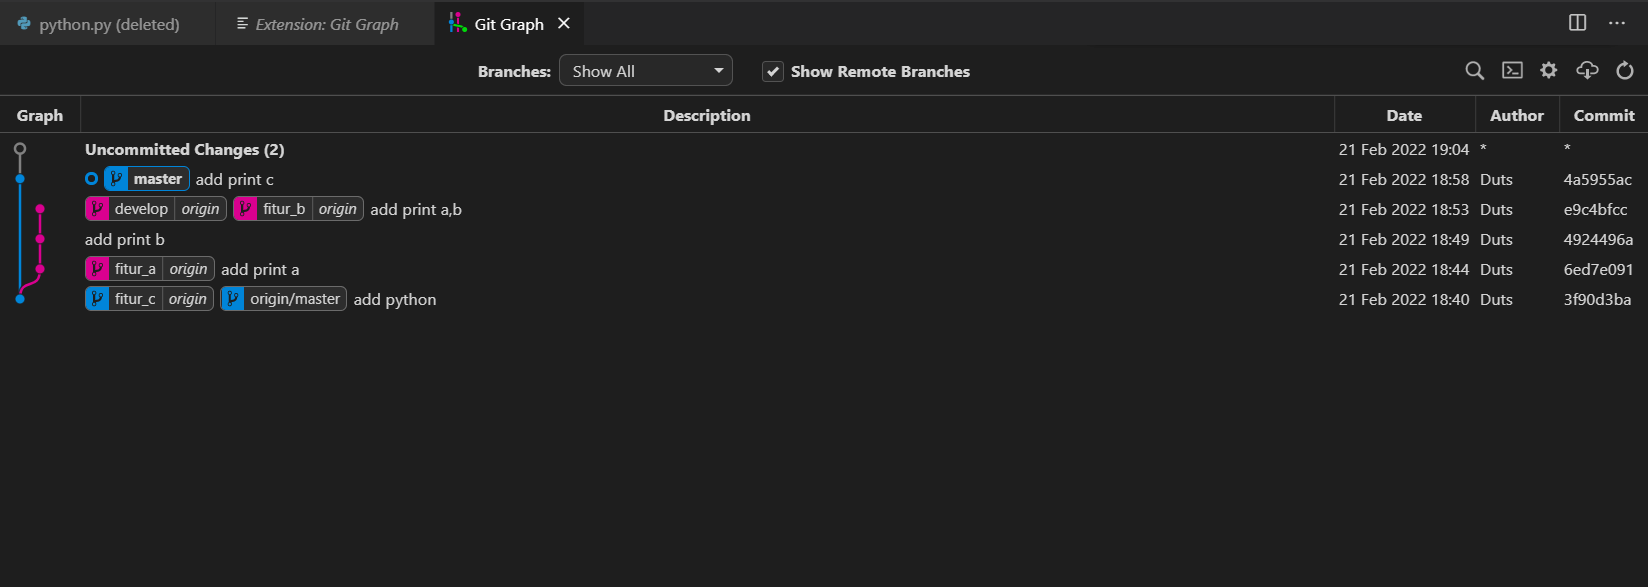 python.py (deleted) Extension: Git Graph Git Graph
Branches: Show All Show Remote Branches
Graph Description Date Author Commit
Uncommitted Changes (2) 21 Feb 2022 19:04 * *
master add print c 21 Feb 2022 18:58 Duts 4a5955ac
develop origin fitur_b origin add print a,b 21 Feb 2022 18:53 Duts e9c4bfcc
add print b 21 Feb 2022 18:49 Duts 4924496a
fitur_a origin add print a 21 Feb 2022 18:44 Duts 6ed7e091
fitur_c origin origin/master add python 21 Feb 2022 18:40 Duts 3f90d3ba